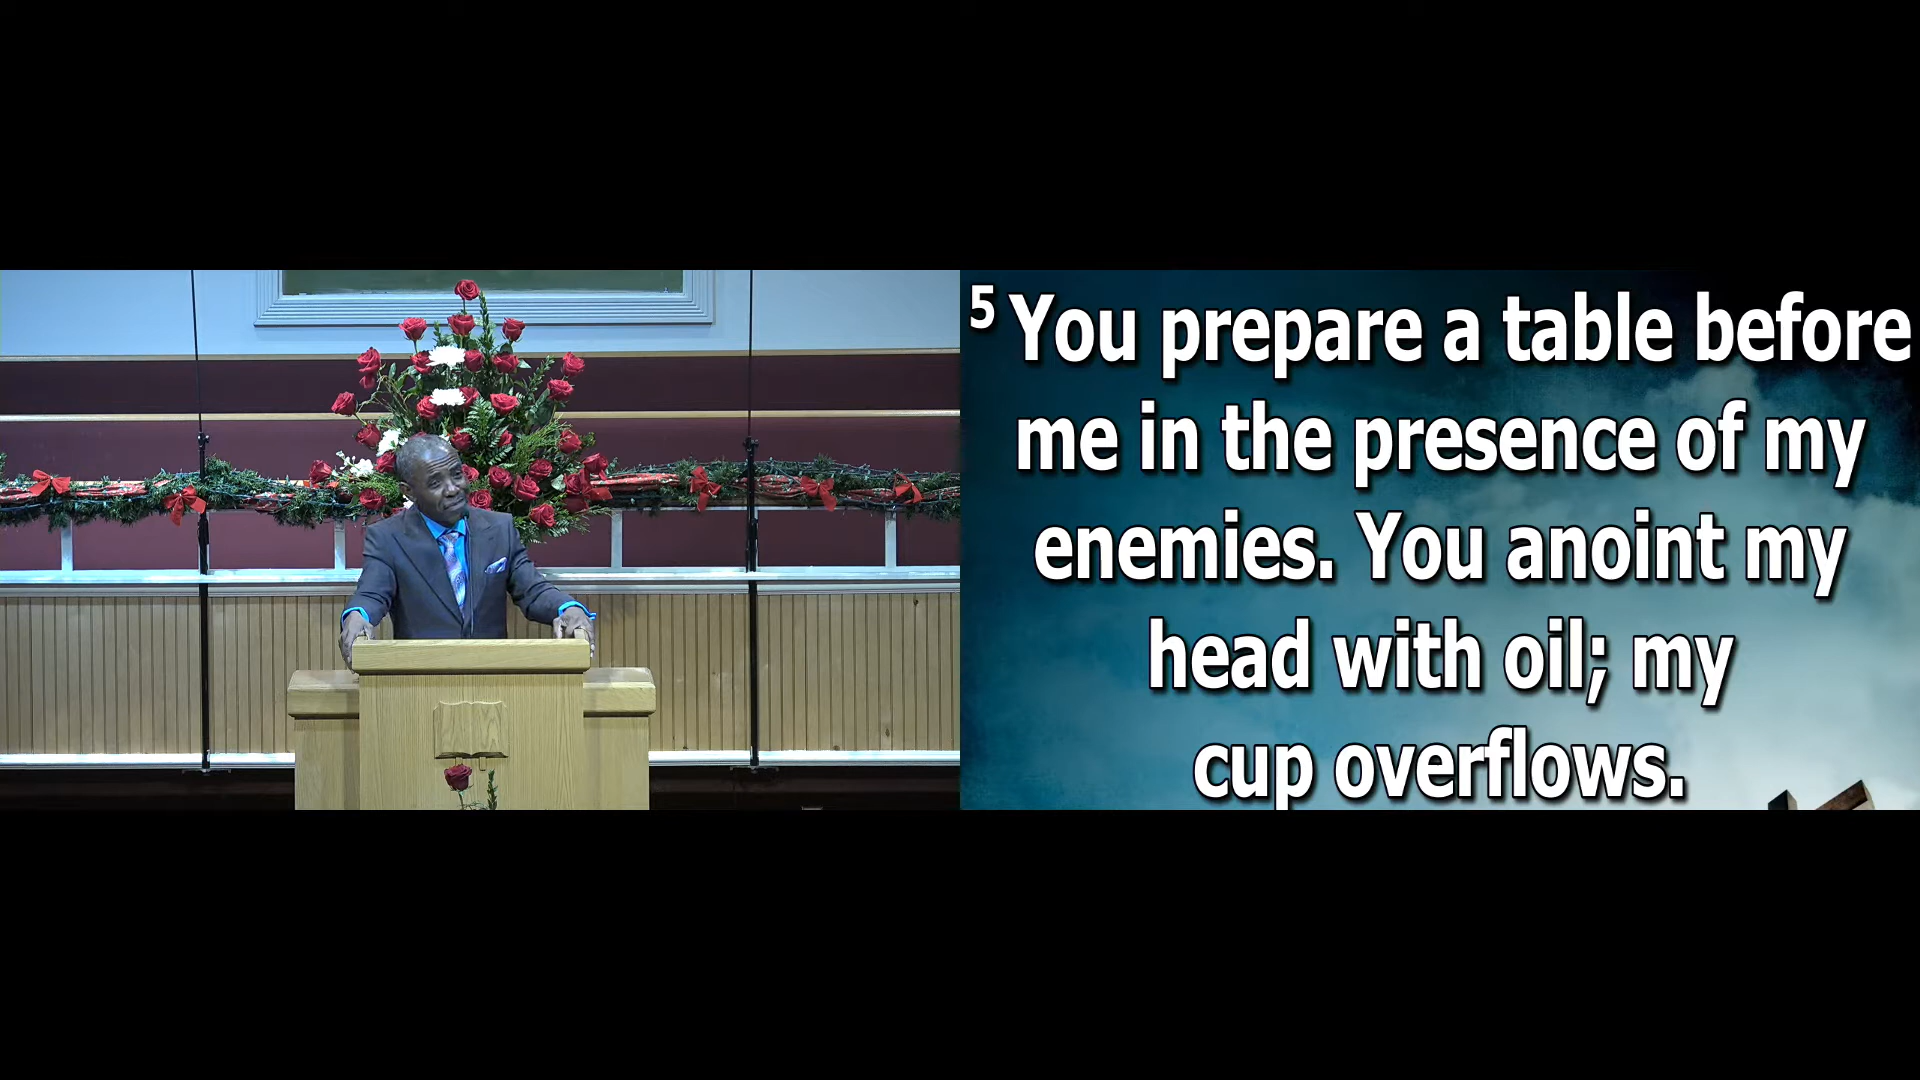 5 You prepare a table before
me in the presence of my
enemies. You anoint my
head with oil; my
cup overflows.